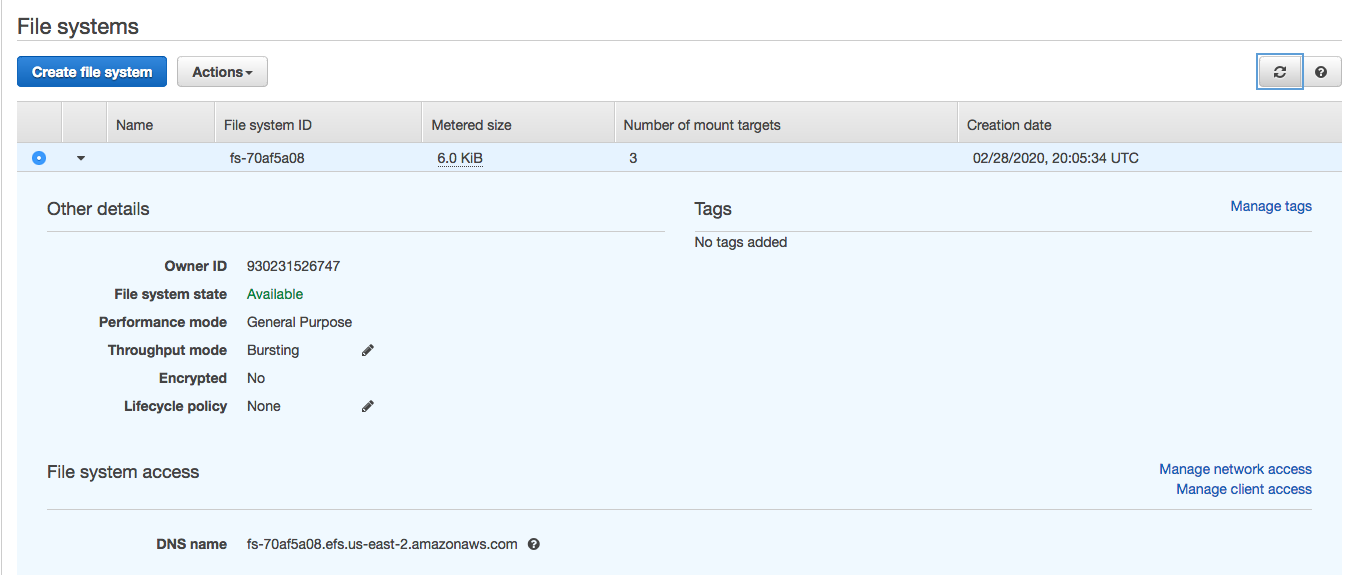 File systems
Create file system Actions
Name File system ID Metered size Number of mount targets Creation date
fs-70af5a08 6.0 KiB 3 02/28/2020, 20:05:34 UTC
Other details Tags Manage tags
No tags added
Owner ID 930231526747
File system state Available
Performance mode General Purpose
Throughput mode Bursting
Encrypted No
Lifecycle policy None
File system access Manage network access
Manage client access
DNS name fs-70af5a08.efs.us-east-2.amazonaws.com